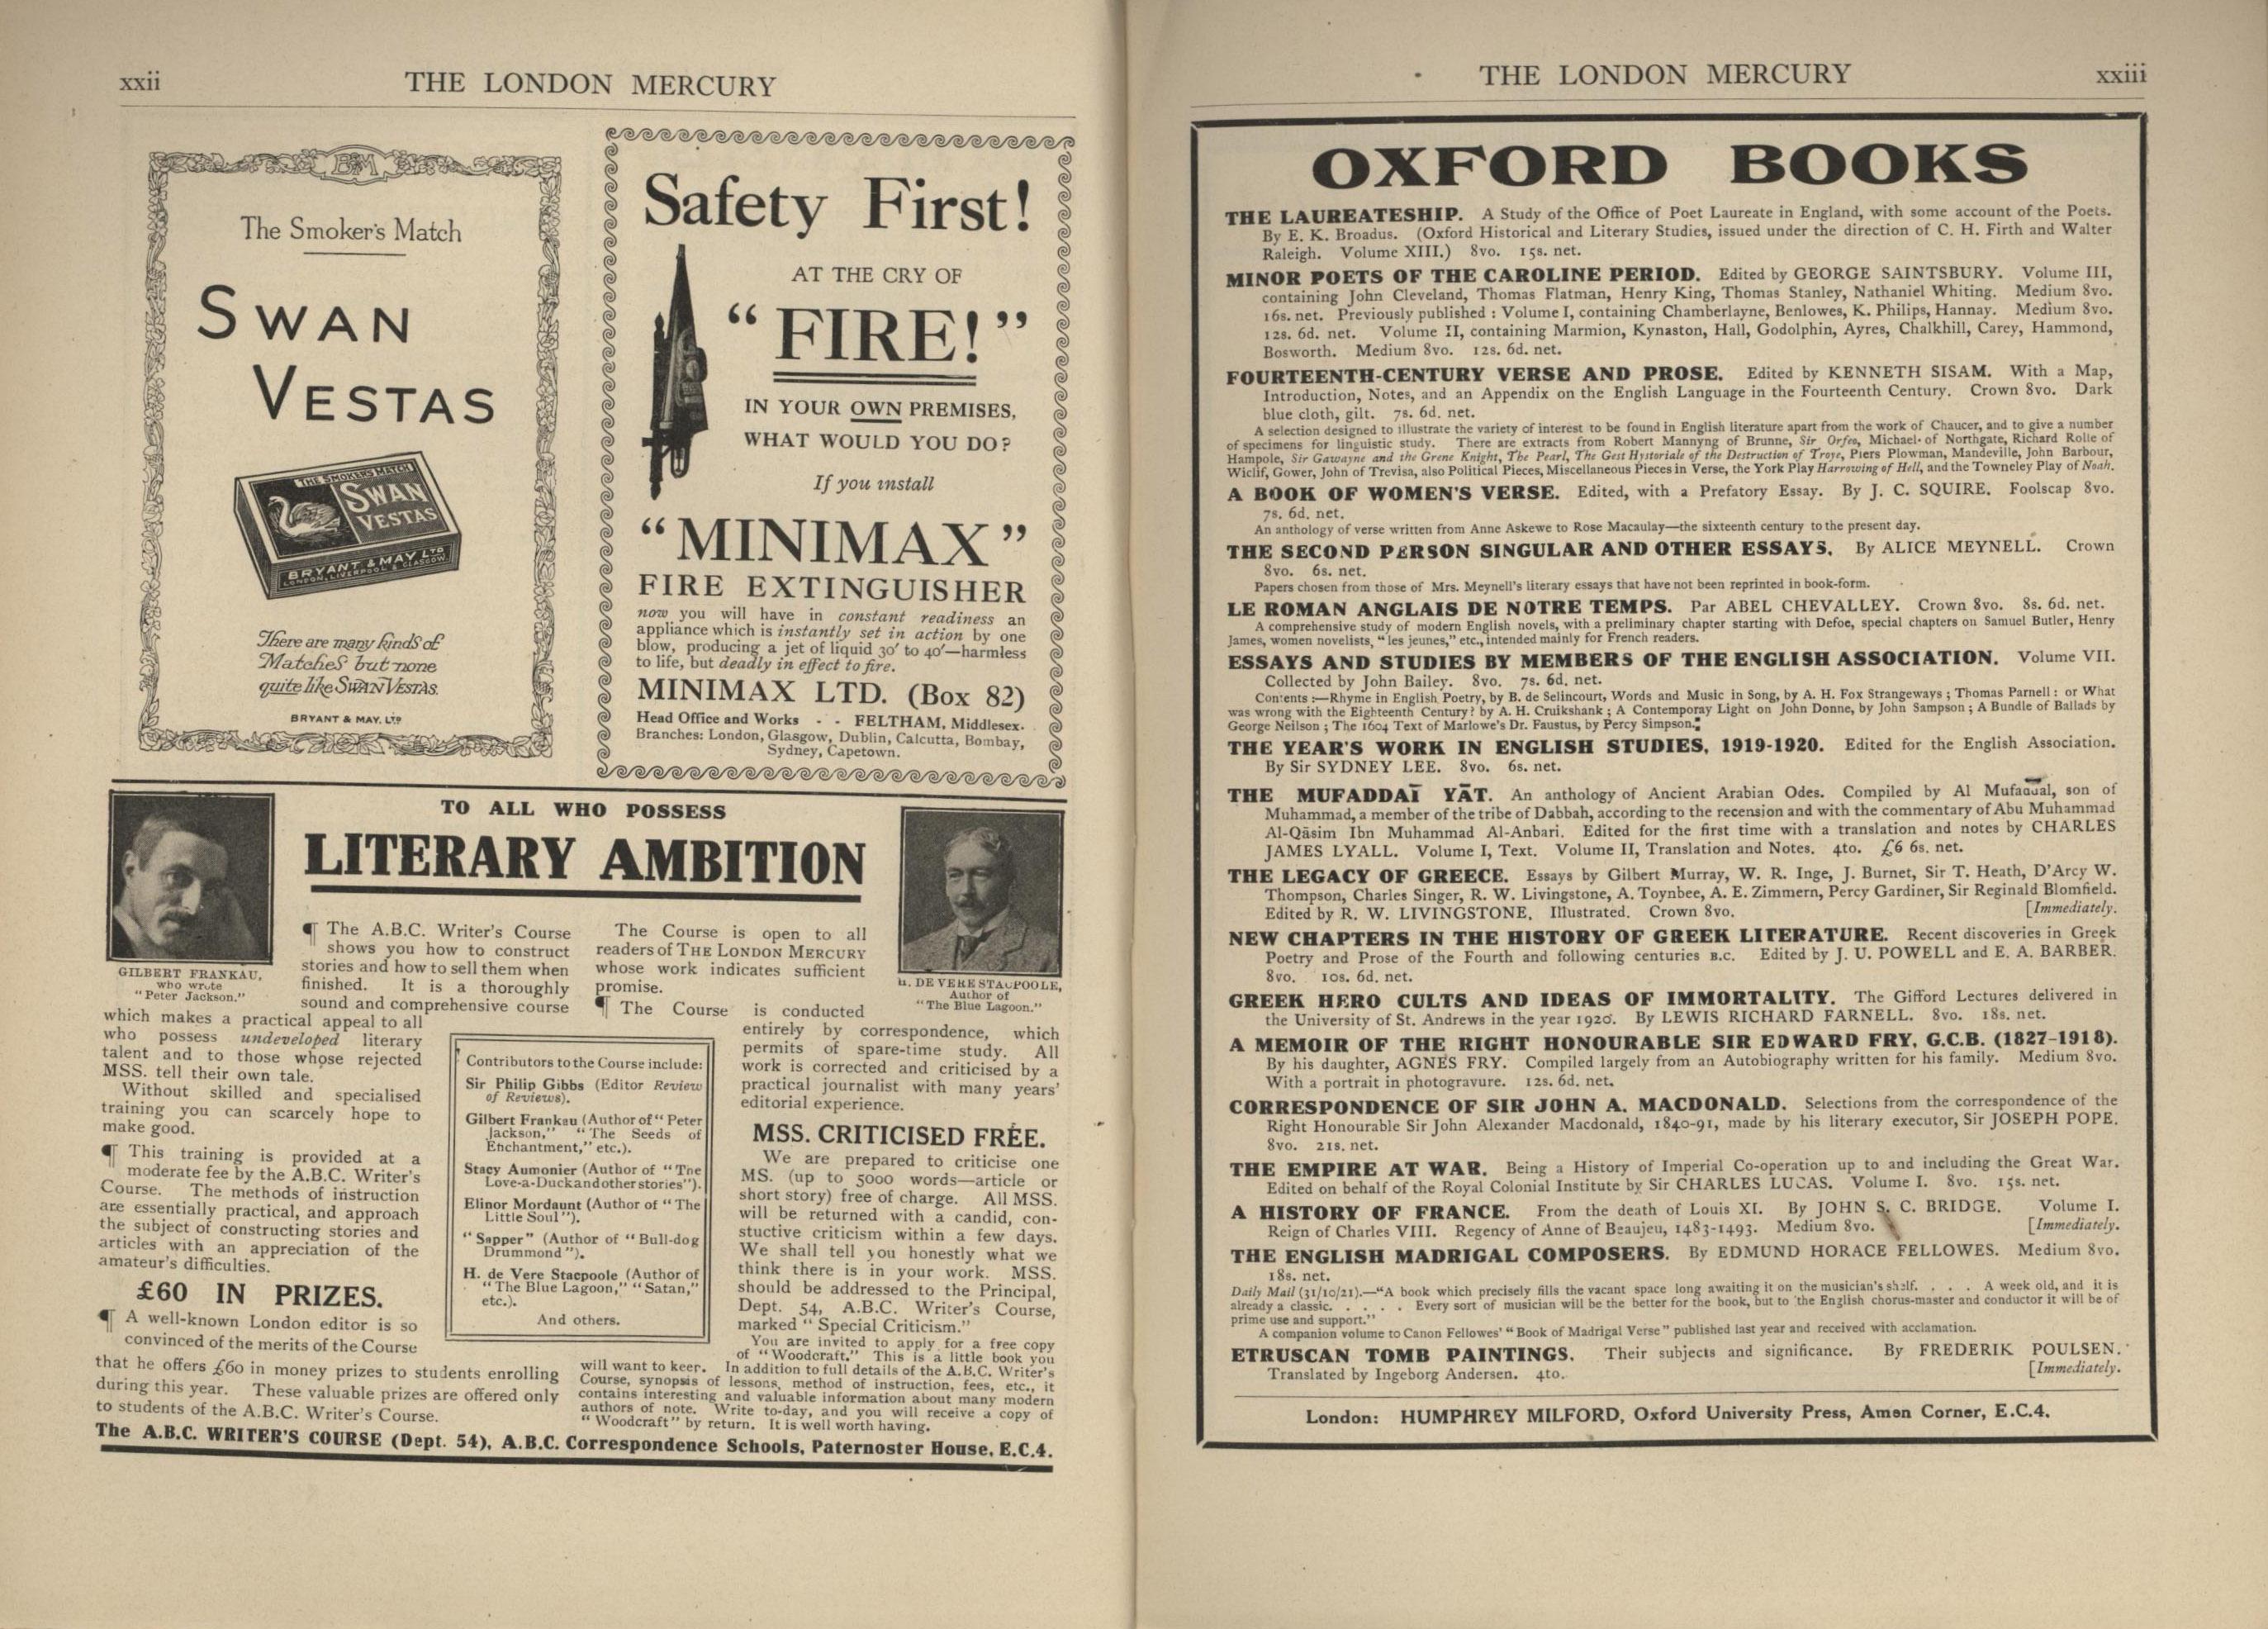 xxii THE LONDON MERCURY
BM
The Smoker's Match
SWAN
VESTAS
THE SMOKER'S MATCH
SWAN
VESTAS
BRYANT & MAY LTD
LONDON, LIVERPOOL & GLASGOW.
There are many kinds of
Matches but none
quite like SWAN VESTAS.
BRYANT & MAY. LTD
Safety First!
AT THE CRY OF
"FIRE!"
IN YOUR OWN PREMISES,
WHAT WOULD YOU DO?
If you install
"MINIMAX"
FIRE EXTINGUISHER
now you will have in constant readiness an
appliance which is instantly set in action by one
blow, producing a jet of liquid 30' to 40'—harmless
to life, but deadly in effect to fire.
MINIMAX LTD. (Box 82)
Head Office and Works - - FELTHAM, Middlesex.
Branches: London, Glasgow, Dublin, Calcutta, Bombay,
Sydney, Capetown.
TO ALL WHO POSSESS
LITERARY AMBITION
GILBERT FRANKAU,
who wrote
"Peter Jackson."
H. DE VERE STACPOOLE,
Author of
"The Blue Lagoon."
¶ The A.B.C. Writer's Course
shows you how to construct
stories and how to sell them when
finished. It is a thoroughly
sound and comprehensive course
which makes a practical appeal to all
who possess undeveloped literary
talent and to those whose rejected
MSS. tell their own tale.
Without skilled and specialised
training you can scarcely hope to
make good.
¶ This training is provided at a
moderate fee by the A.B.C. Writer's
Course. The methods of instruction
are essentially practical, and approach
the subject of constructing stories and
articles with an appreciation of the
amateur's difficulties.
£60 IN PRIZES.
¶ A well-known London editor is so
convinced of the merits of the Course
that he offers £60 in money prizes to students enrolling
during this year. These valuable prizes are offered only
to students of the A.B.C. Writer's Course.
Contributors to the Course include:
Sir Philip Gibbs (Editor Review
of Reviews).
Gilbert Frankau (Author of "Peter
Jackson," "The Seeds of
Enchantment," etc.).
Stacy Aumonier (Author of "The
Love-a-Duck and other stories").
Elinor Mordaunt (Author of "The
Little Soul").
"Sapper" (Author of "Bull-dog
Drummond").
H. de Vere Stacpoole (Author of
"The Blue Lagoon," "Satan,"
etc.).
And others.
The Course is open to all
readers of THE LONDON MERCURY
whose work indicates sufficient
promise.
¶ The Course is conducted
entirely by correspondence, which
permits of spare-time study. All
work is corrected and criticised by a
practical journalist with many years'
editorial experience.
MSS. CRITICISED FREE.
We are prepared to criticise one
MS. (up to 5000 words—article or
short story) free of charge. All MSS.
will be returned with a candid, con-
stuctive criticism within a few days.
We shall tell you honestly what we
think there is in your work. MSS.
should be addressed to the Principal,
Dept. 54, A.B.C. Writer's Course,
marked "Special Criticism."
You are invited to apply for a free copy
of "Woodcraft." This is a little book you
will want to keer. In addition to full details of the A.B.C. Writer's
Course, synopsis of lessons, method of instruction, fees, etc., it
contains interesting and valuable information about many modern
authors of note. Write to-day, and you will receive a copy of
"Woodcraft" by return. It is well worth having.
The A.B.C. WRITER'S COURSE (Dept. 54), A.B.C. Correspondence Schools, Paternoster House, E.C.4.
THE LONDON MERCURY xxiii
OXFORD BOOKS
THE LAUREATESHIP. A Study of the Office of Poet Laureate in England, with some account of the Poets.
By E. K. Broadus. (Oxford Historical and Literary Studies, issued under the direction of C. H. Firth and Walter
Raleigh. Volume XIII.) 8vo. 15s. net.
MINOR POETS OF THE CAROLINE PERIOD. Edited by GEORGE SAINTSBURY. Volume III,
containing John Cleveland, Thomas Flatman, Henry King, Thomas Stanley, Nathaniel Whiting. Medium 8vo.
16s. net. Previously published : Volume I, containing Chamberlayne, Benlowes, K. Philips, Hannay. Medium 8vo.
12s. 6d. net. Volume II, containing Marmion, Kynaston, Hall, Godolphin, Ayres, Chalkhill, Carey, Hammond,
Bosworth. Medium 8vo. 12s. 6d. net.
FOURTEENTH-CENTURY VERSE AND PROSE. Edited by KENNETH SISAM. With a Map,
Introduction, Notes, and an Appendix on the English Language in the Fourteenth Century. Crown 8vo. Dark
blue cloth, gilt. 7s. 6d. net.
A selection designed to illustrate the variety of interest to be found in English literature apart from the work of Chaucer, and to give a number
of specimens for linguistic study. There are extracts from Robert Mannyng of Brunne, Sir Orfeo, Michael of Northgate, Richard Rolle of
Hampole, Sir Gawayne and the Grene Knight, The Pearl, The Gest Hystoriale of the Destruction of Troye, Piers Plowman, Mandeville, John Barbour,
Wiclif, Gower, John of Trevisa, also Political Pieces, Miscellaneous Pieces in Verse, the York Play Harrowing of Hell, and the Towneley Play of Noah.
A BOOK OF WOMEN'S VERSE. Edited, with a Prefatory Essay. By J. C. SQUIRE. Foolscap 8vo.
7s. 6d. net.
An anthology of verse written from Anne Askewe to Rose Macaulay—the sixteenth century to the present day.
THE SECOND PERSON SINGULAR AND OTHER ESSAYS. By ALICE MEYNELL. Crown
8vo. 6s. net.
Papers chosen from those of Mrs. Meynell's literary essays that have not been reprinted in book-form.
LE ROMAN ANGLAIS DE NOTRE TEMPS. Par ABEL CHEVALLEY. Crown 8vo. 8s. 6d. net.
A comprehensive study of modern English novels, with a preliminary chapter starting with Defoe, special chapters on Samuel Butler, Henry
James, women novelists, "les jeunes," etc., intended mainly for French readers.
ESSAYS AND STUDIES BY MEMBERS OF THE ENGLISH ASSOCIATION. Volume VII.
Collected by John Bailey. 8vo. 7s. 6d. net.
Contents :—Rhyme in English Poetry, by B. de Selincourt, Words and Music in Song, by A. H. Fox Strangeways ; Thomas Parnell : or What
was wrong with the Eighteenth Century? by A. H. Cruikshank ; A Contemporay Light on John Donne, by John Sampson ; A Bundle of Ballads by
George Neilson ; The 1604 Text of Marlowe's Dr. Faustus, by Percy Simpson.
THE YEAR'S WORK IN ENGLISH STUDIES, 1919-1920. Edited for the English Association.
By Sir SYDNEY LEE. 8vo. 6s. net.
THE MUFADDAĪ YĀT. An anthology of Ancient Arabian Odes. Compiled by Al Mufaddal, son of
Muhammad, a member of the tribe of Dabbah, according to the recension and with the commentary of Abu Muhammad
Al-Qāsim Ibn Muhammad Al-Anbari. Edited for the first time with a translation and notes by CHARLES
JAMES LYALL. Volume I, Text. Volume II, Translation and Notes. 4to. £6 6s. net.
THE LEGACY OF GREECE. Essays by Gilbert Murray, W. R. Inge, J. Burnet, Sir T. Heath, D'Arcy W.
Thompson, Charles Singer, R. W. Livingstone, A. Toynbee, A. E. Zimmern, Percy Gardiner, Sir Reginald Blomfield.
Edited by R. W. LIVINGSTONE. Illustrated. Crown 8vo. [Immediately.
NEW CHAPTERS IN THE HISTORY OF GREEK LITERATURE. Recent discoveries in Greek
Poetry and Prose of the Fourth and following centuries B.C. Edited by J. U. POWELL and E. A. BARBER.
8vo. 10s. 6d. net.
GREEK HERO CULTS AND IDEAS OF IMMORTALITY. The Gifford Lectures delivered in
the University of St. Andrews in the year 1920. By LEWIS RICHARD FARNELL. 8vo. 18s. net.
A MEMOIR OF THE RIGHT HONOURABLE SIR EDWARD FRY, G.C.B. (1827-1918).
By his daughter, AGNES FRY. Compiled largely from an Autobiography written for his family. Medium 8vo.
With a portrait in photogravure. 12s. 6d. net.
CORRESPONDENCE OF SIR JOHN A. MACDONALD. Selections from the correspondence of the
Right Honourable Sir John Alexander Macdonald, 1840-91, made by his literary executor, Sir JOSEPH POPE.
8vo. 21s. net.
THE EMPIRE AT WAR. Being a History of Imperial Co-operation up to and including the Great War.
Edited on behalf of the Royal Colonial Institute by Sir CHARLES LUCAS. Volume I. 8vo. 15s. net.
A HISTORY OF FRANCE. From the death of Louis XI. By JOHN S. C. BRIDGE. Volume I.
Reign of Charles VIII. Regency of Anne of Beaujeu, 1483-1493. Medium 8vo. [Immediately.
THE ENGLISH MADRIGAL COMPOSERS. By EDMUND HORACE FELLOWES. Medium 8vo.
18s. net.
Daily Mail (31/10/21).—"A book which precisely fills the vacant space long awaiting it on the musician's shelf. . . . A week old, and it is
already a classic. . . . . Every sort of musician will be the better for the book, but to the English chorus-master and conductor it will be of
prime use and support."
A companion volume to Canon Fellowes' "Book of Madrigal Verse" published last year and received with acclamation.
ETRUSCAN TOMB PAINTINGS. Their subjects and significance. By FREDERIK POULSEN.
Translated by Ingeborg Andersen. 4to. [Immediately.
London: HUMPHREY MILFORD, Oxford University Press, Amen Corner, E.C.4.